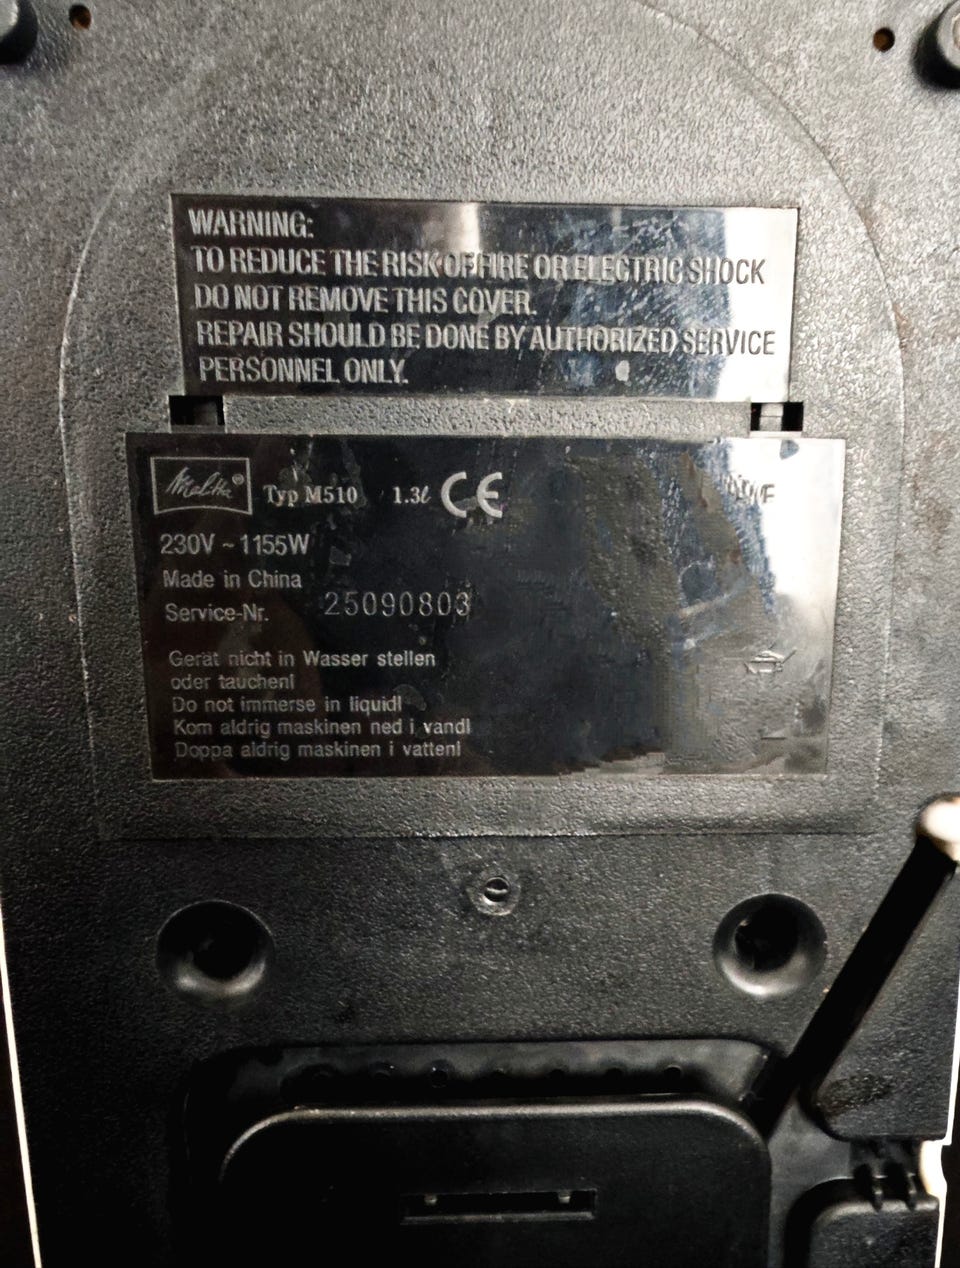 WARNING:
TO REDUCE THE RISK OF FIRE OR ELECTRIC SHOCK
DO NOT REMOVE THIS COVER.
REPAIR SHOULD BE DONE BY AUTHORIZED SERVICE
PERSONNEL ONLY.
Melitta® Typ M510 1.3ℓ CE
230V ~ 1155W
Made in China
Service-Nr. 25090803
Gerät nicht in Wasser stellen
oder tauchen!
Do not immerse in liquid!
Kom aldrig maskinen ned i vand!
Doppa aldrig maskinen i vatten!